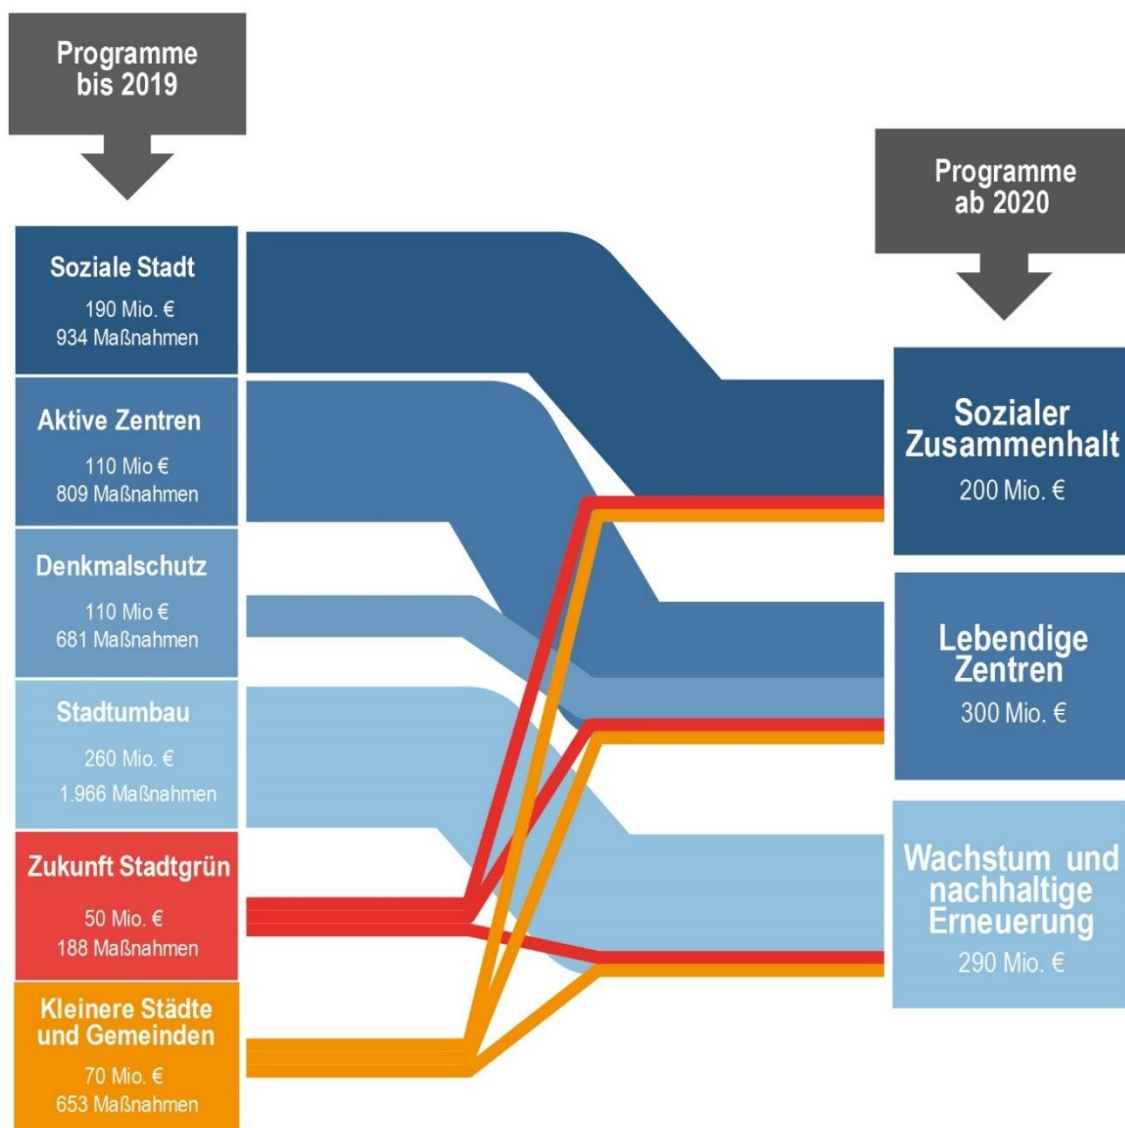 Programme
bis 2019
Programme
ab 2020
Soziale Stadt
190 Mio. €
934 Maßnahmen
Aktive Zentren
110 Mio €
809 Maßnahmen
Denkmalschutz
110 Mio €
681 Maßnahmen
Stadtumbau
260 Mio. €
1.966 Maßnahmen
Zukunft Stadtgrün
50 Mio. €
188 Maßnahmen
Kleinere Städte
und Gemeinden
70 Mio. €
653 Maßnahmen
Sozialer
Zusammenhalt
200 Mio. €
Lebendige
Zentren
300 Mio. €
Wachstum und
nachhaltige
Erneuerung
290 Mio. €